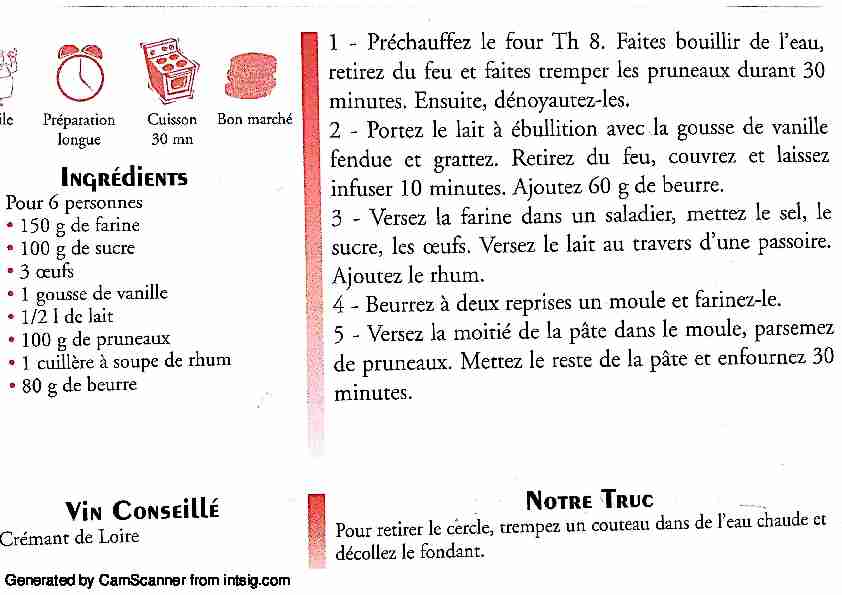 Préparation
longue
Cuisson
30 mn
Bon marché
Ingrédients
Pour 6 personnes
• 150 g de farine
• 100 g de sucre
• 3 œufs
• 1 gousse de vanille
• 1/2 l de lait
• 100 g de pruneaux
• 1 cuillère à soupe de rhum
• 80 g de beurre
Vin Conseillé
Crémant de Loire
1 - Préchauffez le four Th 8. Faites bouillir de l'eau,
retirez du feu et faites tremper les pruneaux durant 30
minutes. Ensuite, dénoyautez-les.
2 - Portez le lait à ébullition avec la gousse de vanille
fendue et grattez. Retirez du feu, couvrez et laissez
infuser 10 minutes. Ajoutez 60 g de beurre.
3 - Versez la farine dans un saladier, mettez le sel, le
sucre, les œufs. Versez le lait au travers d'une passoire.
Ajoutez le rhum.
4 - Beurrez à deux reprises un moule et farinez-le.
5 - Versez la moitié de la pâte dans le moule, parsemez
de pruneaux. Mettez le reste de la pâte et enfournez 30
minutes.
Notre Truc
Pour retirer le cercle, trempez un couteau dans de l'eau chaude et
décollez le fondant.
Generated by CamScanner from intsig.com